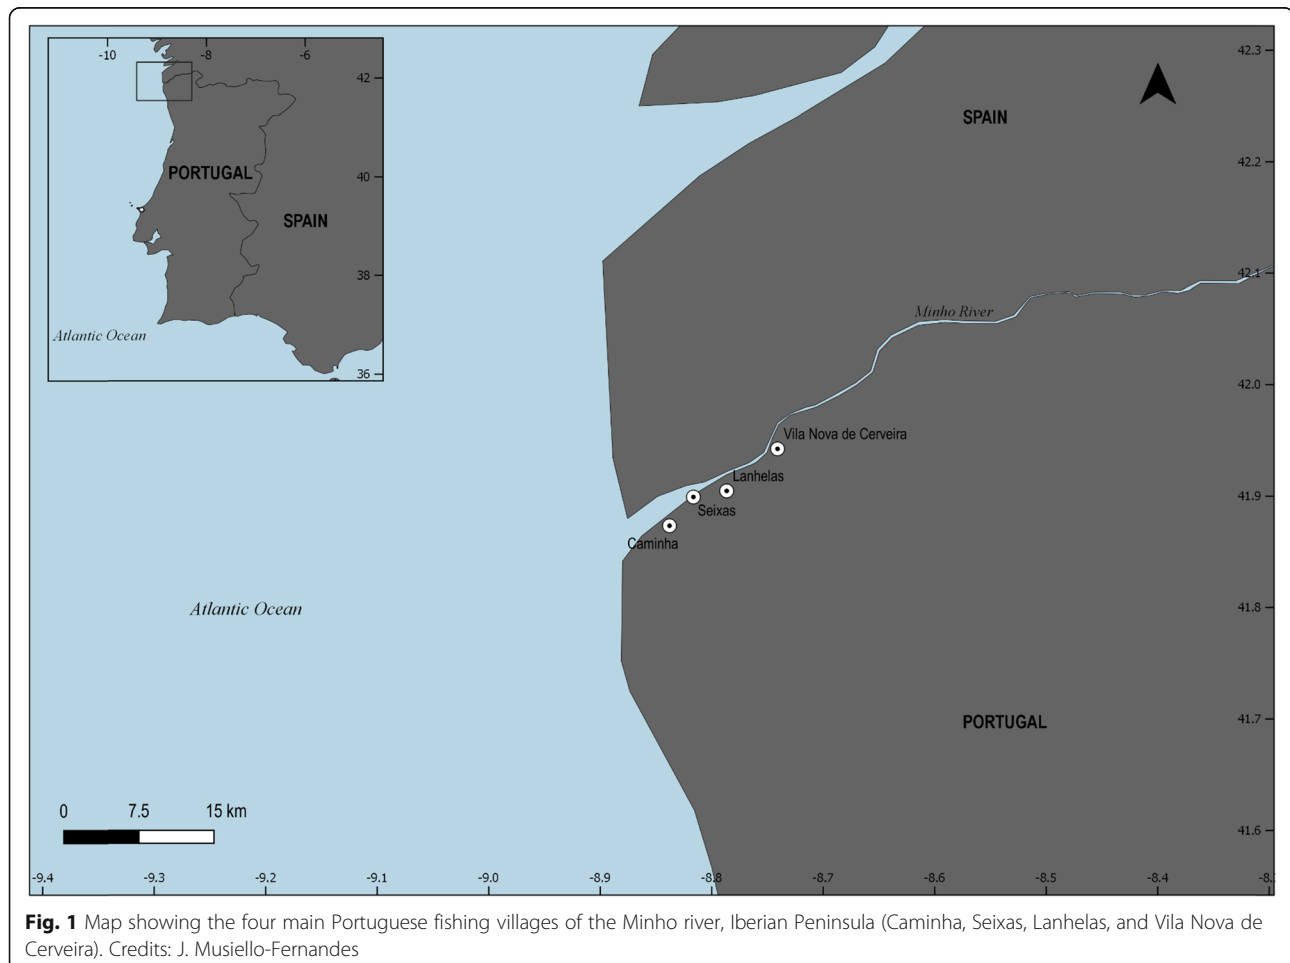 -10 -8 -6
42
40
38
36
PORTUGAL
SPAIN
Atlantic Ocean
42.3
SPAIN
42.2
42.1
Minho River
42.0
Vila Nova de Cerveira
Lanhelas
41.9
Seixas
Caminha
Atlantic Ocean
41.8
PORTUGAL
41.7
0 7.5 15 km
41.6
-9.4 -9.3 -9.2 -9.1 -9.0 -8.9 -8.8 -8.7 -8.6 -8.5 -8.4
Fig. 1 Map showing the four main Portuguese fishing villages of the Minho river, Iberian Peninsula (Caminha, Seixas, Lanhelas, and Vila Nova de
Cerveira). Credits: J. Musiello-Fernandes